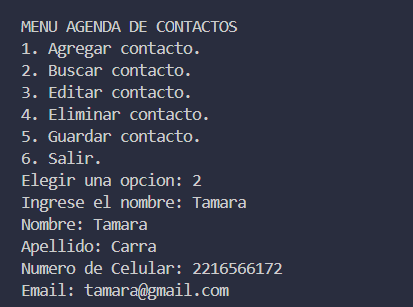 MENU AGENDA DE CONTACTOS
1. Agregar contacto.
2. Buscar contacto.
3. Editar contacto.
4. Eliminar contacto.
5. Guardar contacto.
6. Salir.
Elegir una opcion: 2
Ingrese el nombre: Tamara
Nombre: Tamara
Apellido: Carra
Numero de Celular: 2216566172
Email: tamara@gmail.com